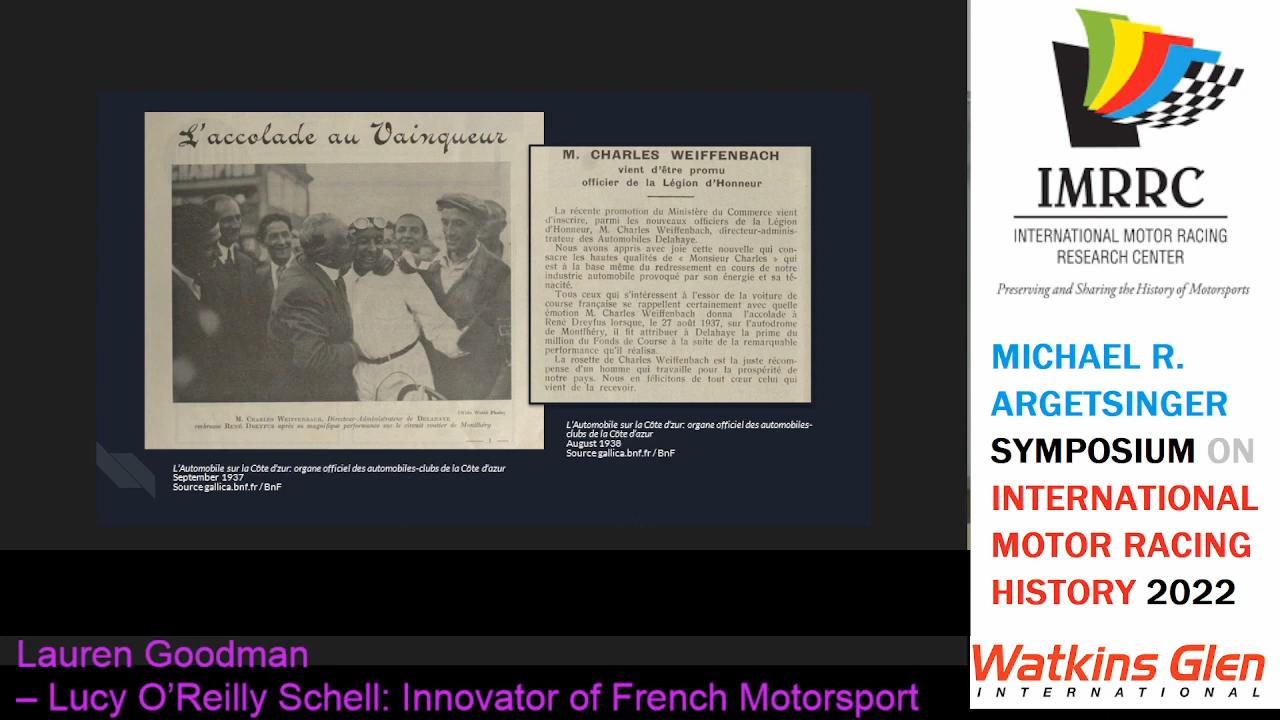 L'accolade au Vainqueur
(Wide World Photo)
M. CHARLES WEIFFENBACH, Directeur-Administrateur de DELAHAYE
embrasse RENÉ DREYFUS après sa magnifique performance sur le circuit routier de Montlhéry
L'Automobile sur la Côte d'zur: organe officiel des automobiles-clubs de la Côte d'azur
September 1937
Source gallica.bnf.fr / BnF
M. CHARLES WEIFFENBACH
vient d'être promu
officier de la Légion d'Honneur
La récente promotion du Ministère du Commerce vient
d'inscrire, parmi les nouveaux officiers de la Légion
d'Honneur, M. Charles Weiffenbach, directeur-adminis-
trateur des Automobiles Delahaye.
Nous avons appris avec joie cette nouvelle qui con-
sacre les hautes qualités de « Monsieur Charles » qui
est à la base même du redressement en cours de notre
industrie automobile provoqué par son énergie et sa té-
nacité.
Tous ceux qui s'intéressent à l'essor de la voiture de
course française se rappellent certainement avec quelle
émotion M. Charles Weiffenbach donna l'accolade à
René Dreyfus lorsque, le 27 août 1937, sur l'autodrome
de Montlhéry, il fit attribuer à Delahaye la prime du
million du Fonds de Course à la suite de la remarquable
performance qu'il réalisa.
La rosette de Charles Weiffenbach est la juste récom-
pense d'un homme qui travaille pour la prospérité de
notre pays. Nous en félicitons de tout cœur celui qui
vient de la recevoir.
L'Automobile sur la Côte d'zur: organe officiel des automobiles-
clubs de la Côte d'azur
August 1938
Source gallica.bnf.fr / BnF
IMRRC
INTERNATIONAL MOTOR RACING
RESEARCH CENTER
Preserving and Sharing the History of Motorsports
MICHAEL R.
ARGETSINGER
SYMPOSIUM ON
INTERNATIONAL
MOTOR RACING
HISTORY 2022
Watkins Glen
INTERNATIONAL
Lauren Goodman
– Lucy O'Reilly Schell: Innovator of French Motorsport